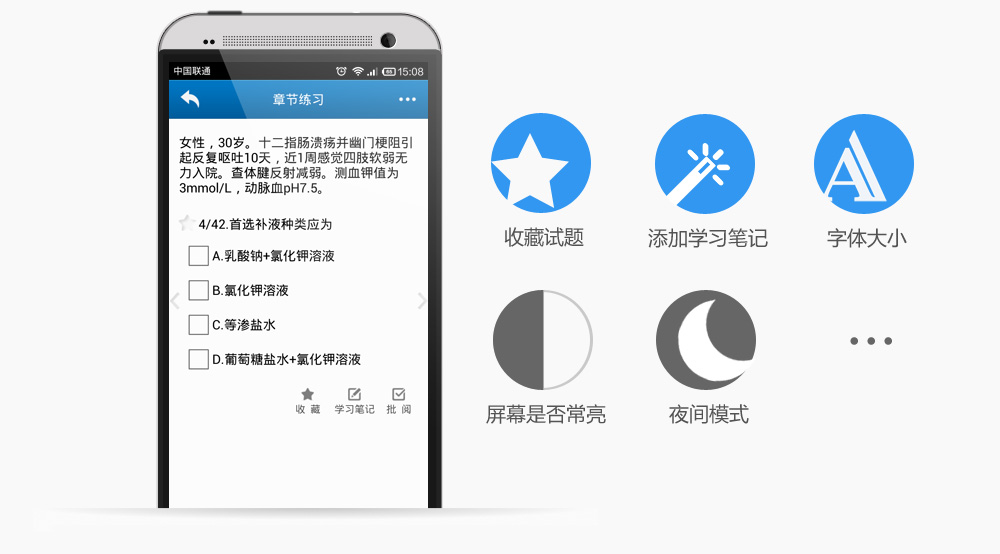 中国联通
15:08
章节练习
女性，30岁。十二指肠溃疡并幽门梗阻引
起反复呕吐10天，近1周感觉四肢软弱无
力入院。查体腱反射减弱。测血钾值为
3mmol/L，动脉血pH7.5。
4/42.首选补液种类应为
A.乳酸钠+氯化钾溶液
B.氯化钾溶液
C.等渗盐水
D.葡萄糖盐水+氯化钾溶液
收 藏 学习笔记 批 阅
收藏试题 添加学习笔记 字体大小
屏幕是否常亮 夜间模式